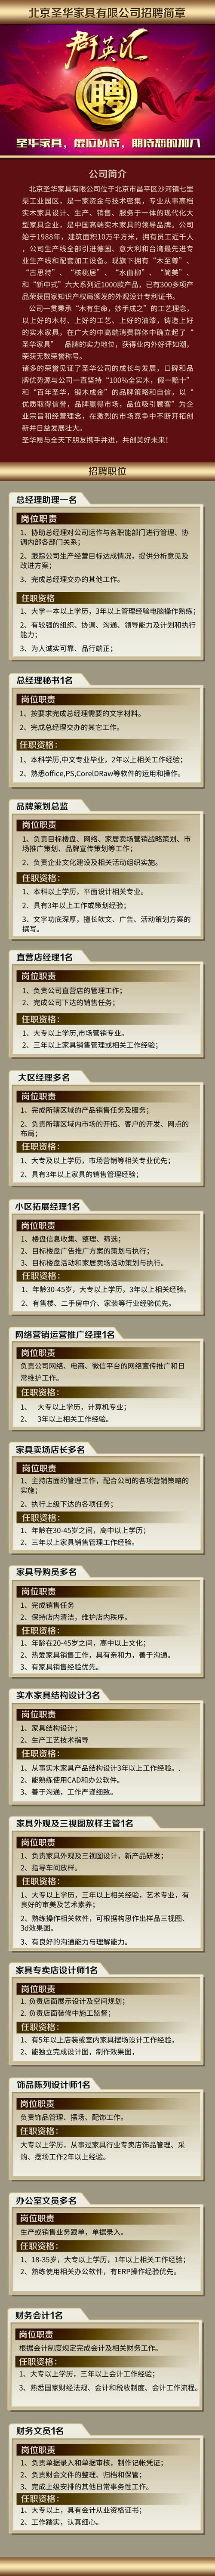 北京圣华家具有限公司招聘简章
群英汇
聘
圣华家具，虚位以待，期待您的加入
公司简介
北京圣华家具有限公司位于北京市昌平区沙河镇七里
渠工业园区，是一家资金与技术密集，专业从事高档
实木家具设计、生产、销售、服务于一体的现代化大
型家具企业，是中国高端实木家具的领导品牌。公司
始于1988年，建筑面积10万平方米，拥有员工近千人
，公司生产线全部引进德国、意大利和台湾最先进专
业生产线和配套加工设备。现旗下拥有“木至尊”、
“古思特”、“核桃居”、“水曲柳”、“简美”、
和“新中式”六大系列近1000款产品，已有300多项产
品荣获国家知识产权局颁发的外观设计专利证书。
公司一贯秉承“木有生命，妙手成之”的工艺理念，
以上好的木材、上好的工艺、上好的油漆，铸造上好
的实木家具，在广大的中高端消费群体中确立起了“
圣华家具” 品牌的实力地位，获得业内外好评如潮，
荣获无数荣誉称号。
诸多的荣誉见证了圣华公司的成长与发展，口碑和品
牌优势源与公司一直坚持“100%全实木，假一赔十”
和“百年圣华，锻木成金”的品牌策略和自信，以“
优质取得信誉，品牌赢得市场，品位吸引顾客”为企
业宗旨和经营理念，在激烈的市场竞争中不断开拓创
新并日益发展壮大。
圣华愿与全天下朋友携手并进，共创美好未来！
招聘职位
总经理助理一名
岗位职责
1、协助总经理对公司运作与各职能部门进行管理、协
调内部各部门关系；
2、跟踪公司生产经营目标达成情况，提供分析意见及
改进方案；
3、完成总经理交办的其他工作。
任职资格
1、大学一本以上学历，3年以上管理经验电脑操作熟练；
2、有较强的组织、协调、沟通、领导能力及计划和执行
能力；
3、为人诚实可靠、品行端正；
总经理秘书1名
岗位职责
1、按要求完成总经理需要的文字材料。
2、完成总经理交办的其它工作。
任职资格：
1、本科学历,中文专业毕业，2年以上相关工作经验；
2、熟悉office,PS,CorelDRaw等软件的运用和操作。
品牌策划总监
岗位职责
1、负责目标楼盘、网络、家居卖场营销战略策划、市
场推广策划、品牌宣传策划等工作；
2、负责企业文化建设及相关活动组织实施。
任职资格：
1、本科以上学历，平面设计相关专业。
2、具有3年以上工作或策划经验；
3、文字功底深厚，擅长软文、广告、活动策划方案的
撰写。
直营店经理1名
岗位职责
1、负责公司直营店的管理工作；
2、完成公司下达的销售任务；
任职资格：
1、大专以上学历,市场营销专业。
2、三年以上家具销售管理或相关工作经验；
大区经理多名
岗位职责
1、完成所辖区域的产品销售任务及服务；
2、负责所辖区域内市场的开拓、客户的开发、网点的
布局；
任职资格：
1、大专及以上学历，市场营销等相关专业优先；
2、具有3年以上家具的销售管理经验；
小区拓展经理1名
岗位职责
1、楼盘信息收集、整理、筛选；
2、目标楼盘广告推广方案的策划与执行；
3、目标楼盘活动和家居卖场活动策划与执行。
任职资格：
1、年龄30-45岁，大专以上学历，3年以上相关经验。
2、有售楼、二手房中介、家装等行业经验优先。
网络营销运营推广经理1名
岗位职责
负责公司网络、电商、微信平台的网络宣传推广和日
常维护工作。
任职资格：
1、 大专以上学历，计算机专业；
2、 3年以上相关工作经验。
家具卖场店长多名
岗位职责
1、主持店面的管理工作，配合公司的各项营销策略的
实施；
2、执行上级下达的各项任务；
任职资格：
1、年龄在30-45岁之间，高中以上学历；
2、三年以上家具销售管理工作经验。
家具导购员多名
岗位职责
1、完成销售任务
2、保持店内清洁，维护店内秩序。
任职资格：
1、年龄在20-45岁之间，高中以上文化；
2、热爱家具销售工作，具有亲和力，善于沟通。
3、有家具销售经验优先。
实木家具结构设计3名
岗位职责
1、家具结构设计；
2、生产工艺技术指导
任职资格：
1、从事实木家具产品结构设计3年以上工作经验。.
2、能熟练使用CAD和办公软件。
3、善于沟通，工作严谨细致。
家具外观及三视图放样主管1名
岗位职责
1、负责家具外观及三视图设计，新产品研发；
2、指导车间放样。
任职资格：
1、大专以上学历，三年以上相关经验，艺术专业，有
良好的审美及艺术素养；
2、熟练操作相关软件，可根据构思作出样品三视图、
3d效果图。
3、有良好的沟通能力与理解能力。
家具专卖店设计师1名
岗位职责
1. 负责店面展示设计及空间规划；
2. 负责店面装修中施工监督；
任职资格：
1、有5年以上店装或室内家具摆场设计工作经验，
2、能独立完成设计图，制作效果图，
饰品陈列设计师1名
岗位职责
负责饰品管理、摆场、配饰工作。
任职资格：
大专以上学历，从事过家具行业专卖店饰品管理、采
购、摆场工作2年以上经验。
办公室文员多名
岗位职责
生产或销售业务跟单，单据录入。
任职资格：
1、18-35岁，大专以上学历，1年以上相关工作经验；
2、熟练使用相关办公软件，有ERP操作经验优先。
财务会计1名
岗位职责
根据会计制度规定完成会计及相关财务工作。
任职资格：
1、大专以上学历，三年以上会计工作经验；
3、熟悉国家财经法规、会计和税收制度、会计工作流程。
财务文员1名
岗位职责
1、负责单据录入和单据审核，制作记帐凭证；
2、负责财会文件的整理、归档和保管；
3、完成上级安排的其他日常事务性工作。
任职资格：
1、大专以上，具有会计从业资格证书；
2、工作踏实，认真细心。